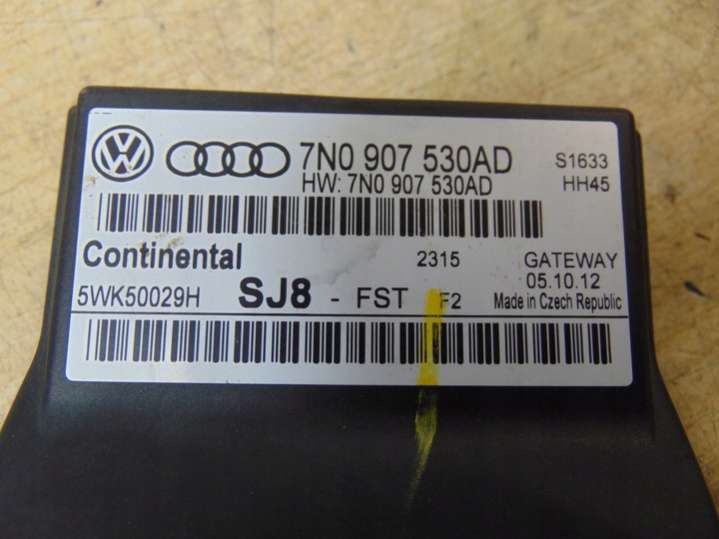 7N0 907 530AD S1633
HW: 7N0 907 530AD HH45
Continental 2315 GATEWAY
05.10.12
5WK50029H SJ8 - FST F2 Made in Czech Republic